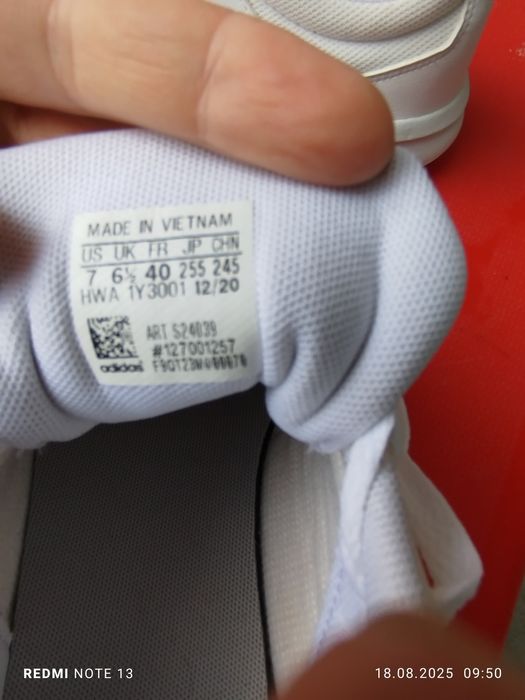 MADE IN VIETNAM
US UK FR JP CHN
7 6½ 40 255 245
HWA 1Y3001 12/20
ART S24039
#127001257
adidas
REDMI NOTE 13
18.08.2025 09:50